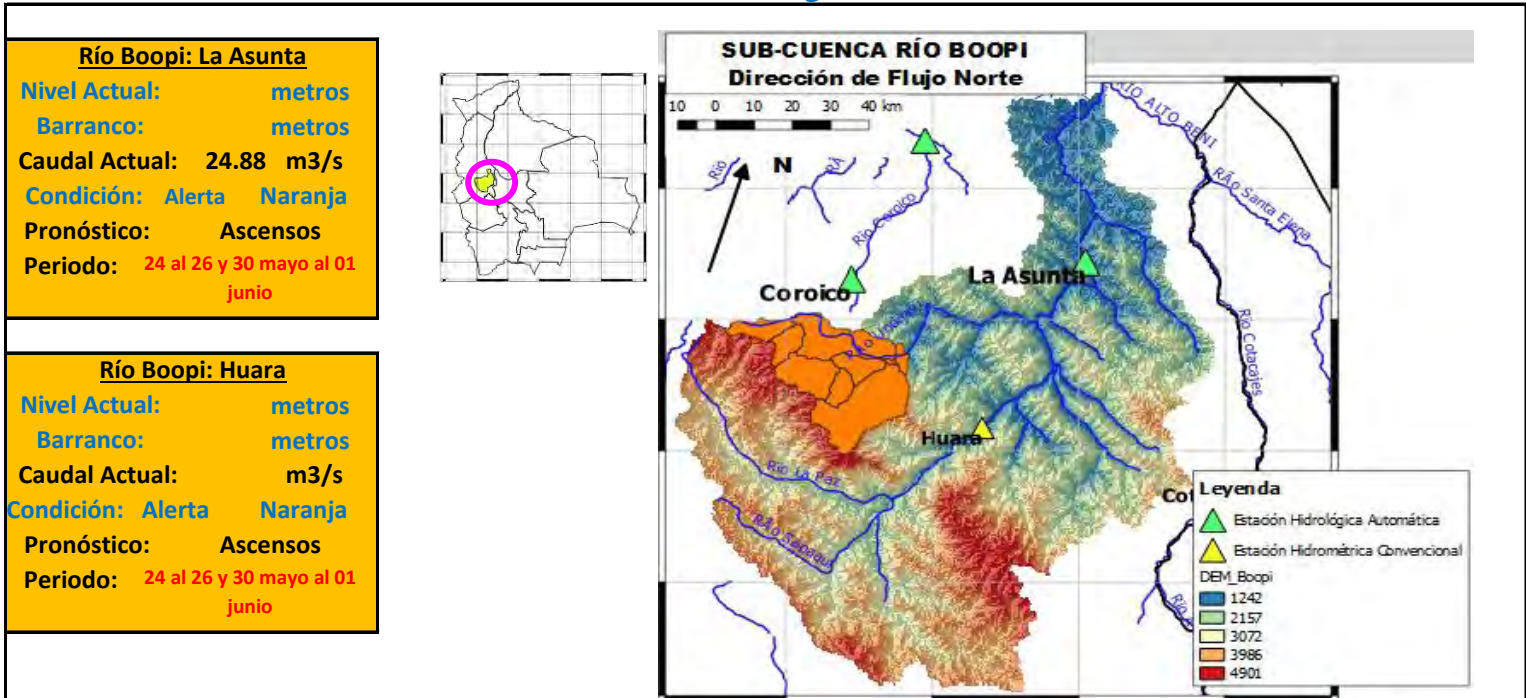 Río Boopi: La Asunta
Nivel Actual: metros
Barranco: metros
Caudal Actual: 24.88 m3/s
Condición: Alerta Naranja
Pronóstico: Ascensos
Periodo: 24 al 26 y 30 mayo al 01
junio
Río Boopi: Huara
Nivel Actual: metros
Barranco: metros
Caudal Actual: m3/s
Condición: Alerta Naranja
Pronóstico: Ascensos
Periodo: 24 al 26 y 30 mayo al 01
junio
SUB-CUENCA RÍO BOOPI
Dirección de Flujo Norte
10 0 10 20 30 40 km
N
RÍO ALTO BENI
RÃo Santa Elena
Río
Río Coroico
Coroico
La Asunta
Huara
Río La Paz
RÃo Sapaqui
Río Cotacajes
Leyenda
Estación Hidrológica Automática
Estación Hidrométrica Convencional
DEM_Boopi
1242
2157
3072
3986
4901